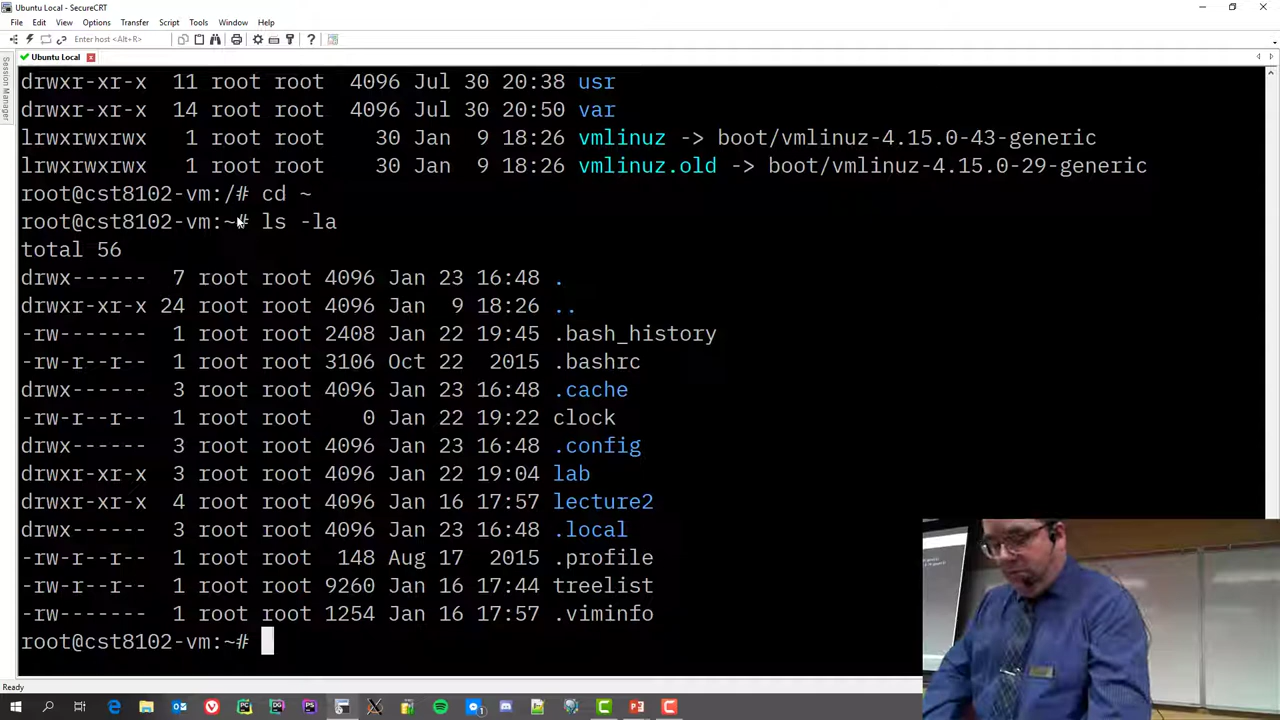 Ubuntu Local - SecureCRT
File Edit View Options Transfer Script Tools Window Help
Enter host <Alt+R>
Session Manager
Ubuntu Local
drwxr-xr-x 11 root root 4096 Jul 30 20:38 usr
drwxr-xr-x 14 root root 4096 Jul 30 20:50 var
lrwxrwxrwx 1 root root 30 Jan 9 18:26 vmlinuz -> boot/vmlinuz-4.15.0-43-generic
lrwxrwxrwx 1 root root 30 Jan 9 18:26 vmlinuz.old -> boot/vmlinuz-4.15.0-29-generic
root@cst8102-vm:/# cd ~
root@cst8102-vm:~# ls -la
total 56
drwx------ 7 root root 4096 Jan 23 16:48 .
drwxr-xr-x 24 root root 4096 Jan 9 18:26 ..
-rw------- 1 root root 2408 Jan 22 19:45 .bash_history
-rw-r--r-- 1 root root 3106 Oct 22 2015 .bashrc
drwx------ 3 root root 4096 Jan 23 16:48 .cache
-rw-r--r-- 1 root root 0 Jan 22 19:22 clock
drwx------ 3 root root 4096 Jan 23 16:48 .config
drwxr-xr-x 3 root root 4096 Jan 22 19:04 lab
drwxr-xr-x 4 root root 4096 Jan 16 17:57 lecture2
drwx------ 3 root root 4096 Jan 23 16:48 .local
-rw-r--r-- 1 root root 148 Aug 17 2015 .profile
-rw-r--r-- 1 root root 9260 Jan 16 17:44 treelist
-rw------- 1 root root 1254 Jan 16 17:57 .viminfo
root@cst8102-vm:~#
Ready